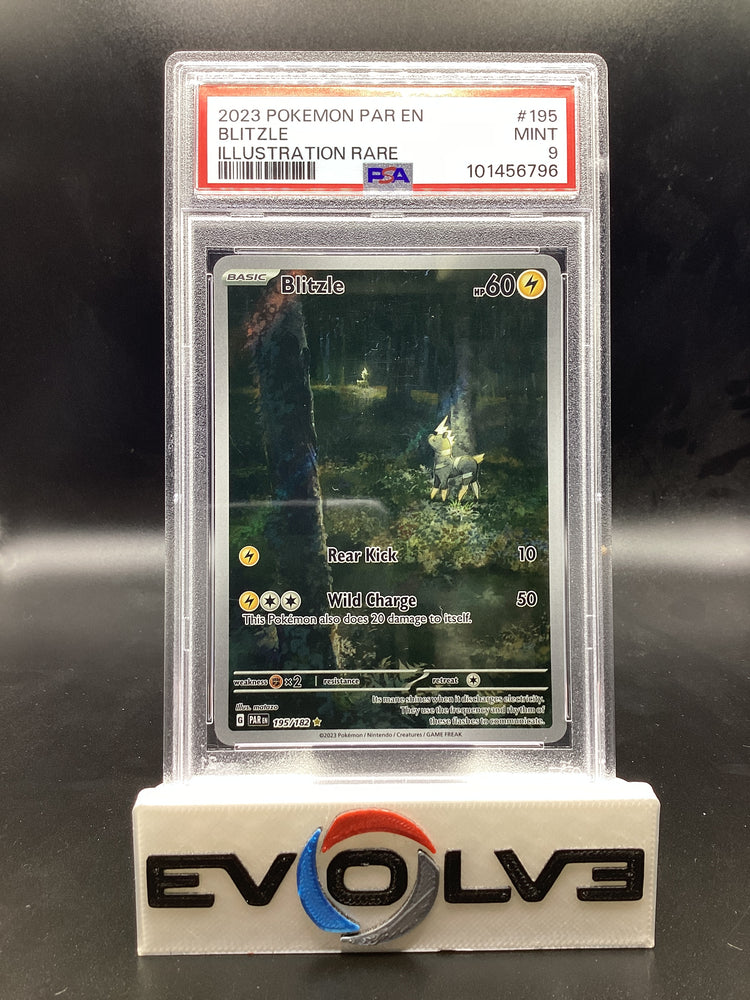 2023 POKEMON PAR EN #195
BLITZLE MINT
ILLUSTRATION RARE 9
PSA 101456796
BASIC Blitzle HP60
Rear Kick 10
Wild Charge 50
This Pokémon also does 20 damage to itself.
weakness ×2 resistance retreat
Its mane shines when it discharges electricity.
They use the frequency and rhythm of
these flashes to communicate.
Illus. matazo
G PAR EN 195/182
©2023 Pokémon / Nintendo / Creatures / GAME FREAK
EVOLV3